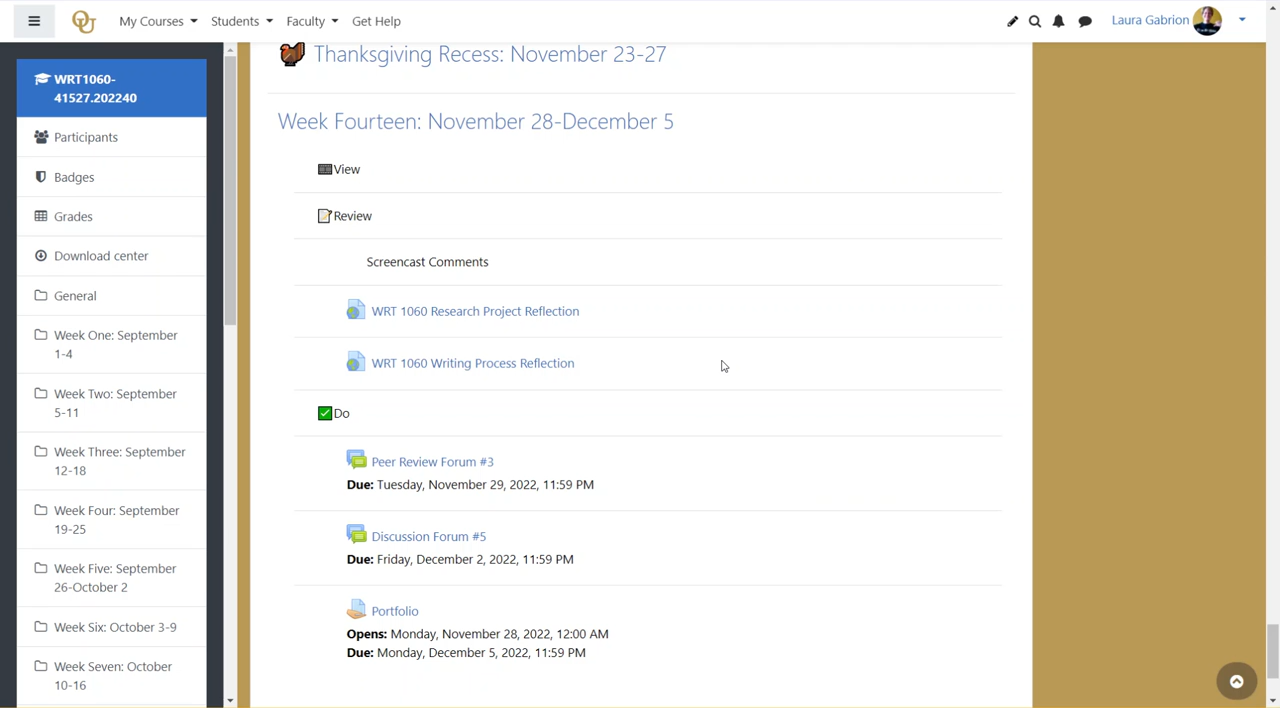 My Courses Students Faculty Get Help Laura Gabrion
WRT1060-
41527.202240
Participants
Badges
Grades
Download center
General
Week One: September
1-4
Week Two: September
5-11
Week Three: September
12-18
Week Four: September
19-25
Week Five: September
26-October 2
Week Six: October 3-9
Week Seven: October
10-16
Thanksgiving Recess: November 23-27
Week Fourteen: November 28-December 5
View
Review
Screencast Comments
WRT 1060 Research Project Reflection
WRT 1060 Writing Process Reflection
Do
Peer Review Forum #3
Due: Tuesday, November 29, 2022, 11:59 PM
Discussion Forum #5
Due: Friday, December 2, 2022, 11:59 PM
Portfolio
Opens: Monday, November 28, 2022, 12:00 AM
Due: Monday, December 5, 2022, 11:59 PM